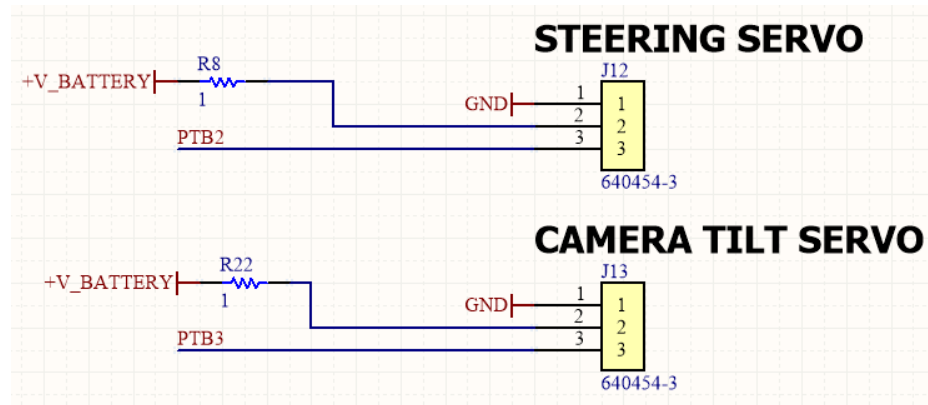 STEERING SERVO
R8
J12
+V_BATTERY
1
GND
1
1
2
2
PTB2
3
3
640454-3
CAMERA TILT SERVO
R22
J13
+V_BATTERY
1
GND
1
1
2
2
PTB3
3
3
640454-3